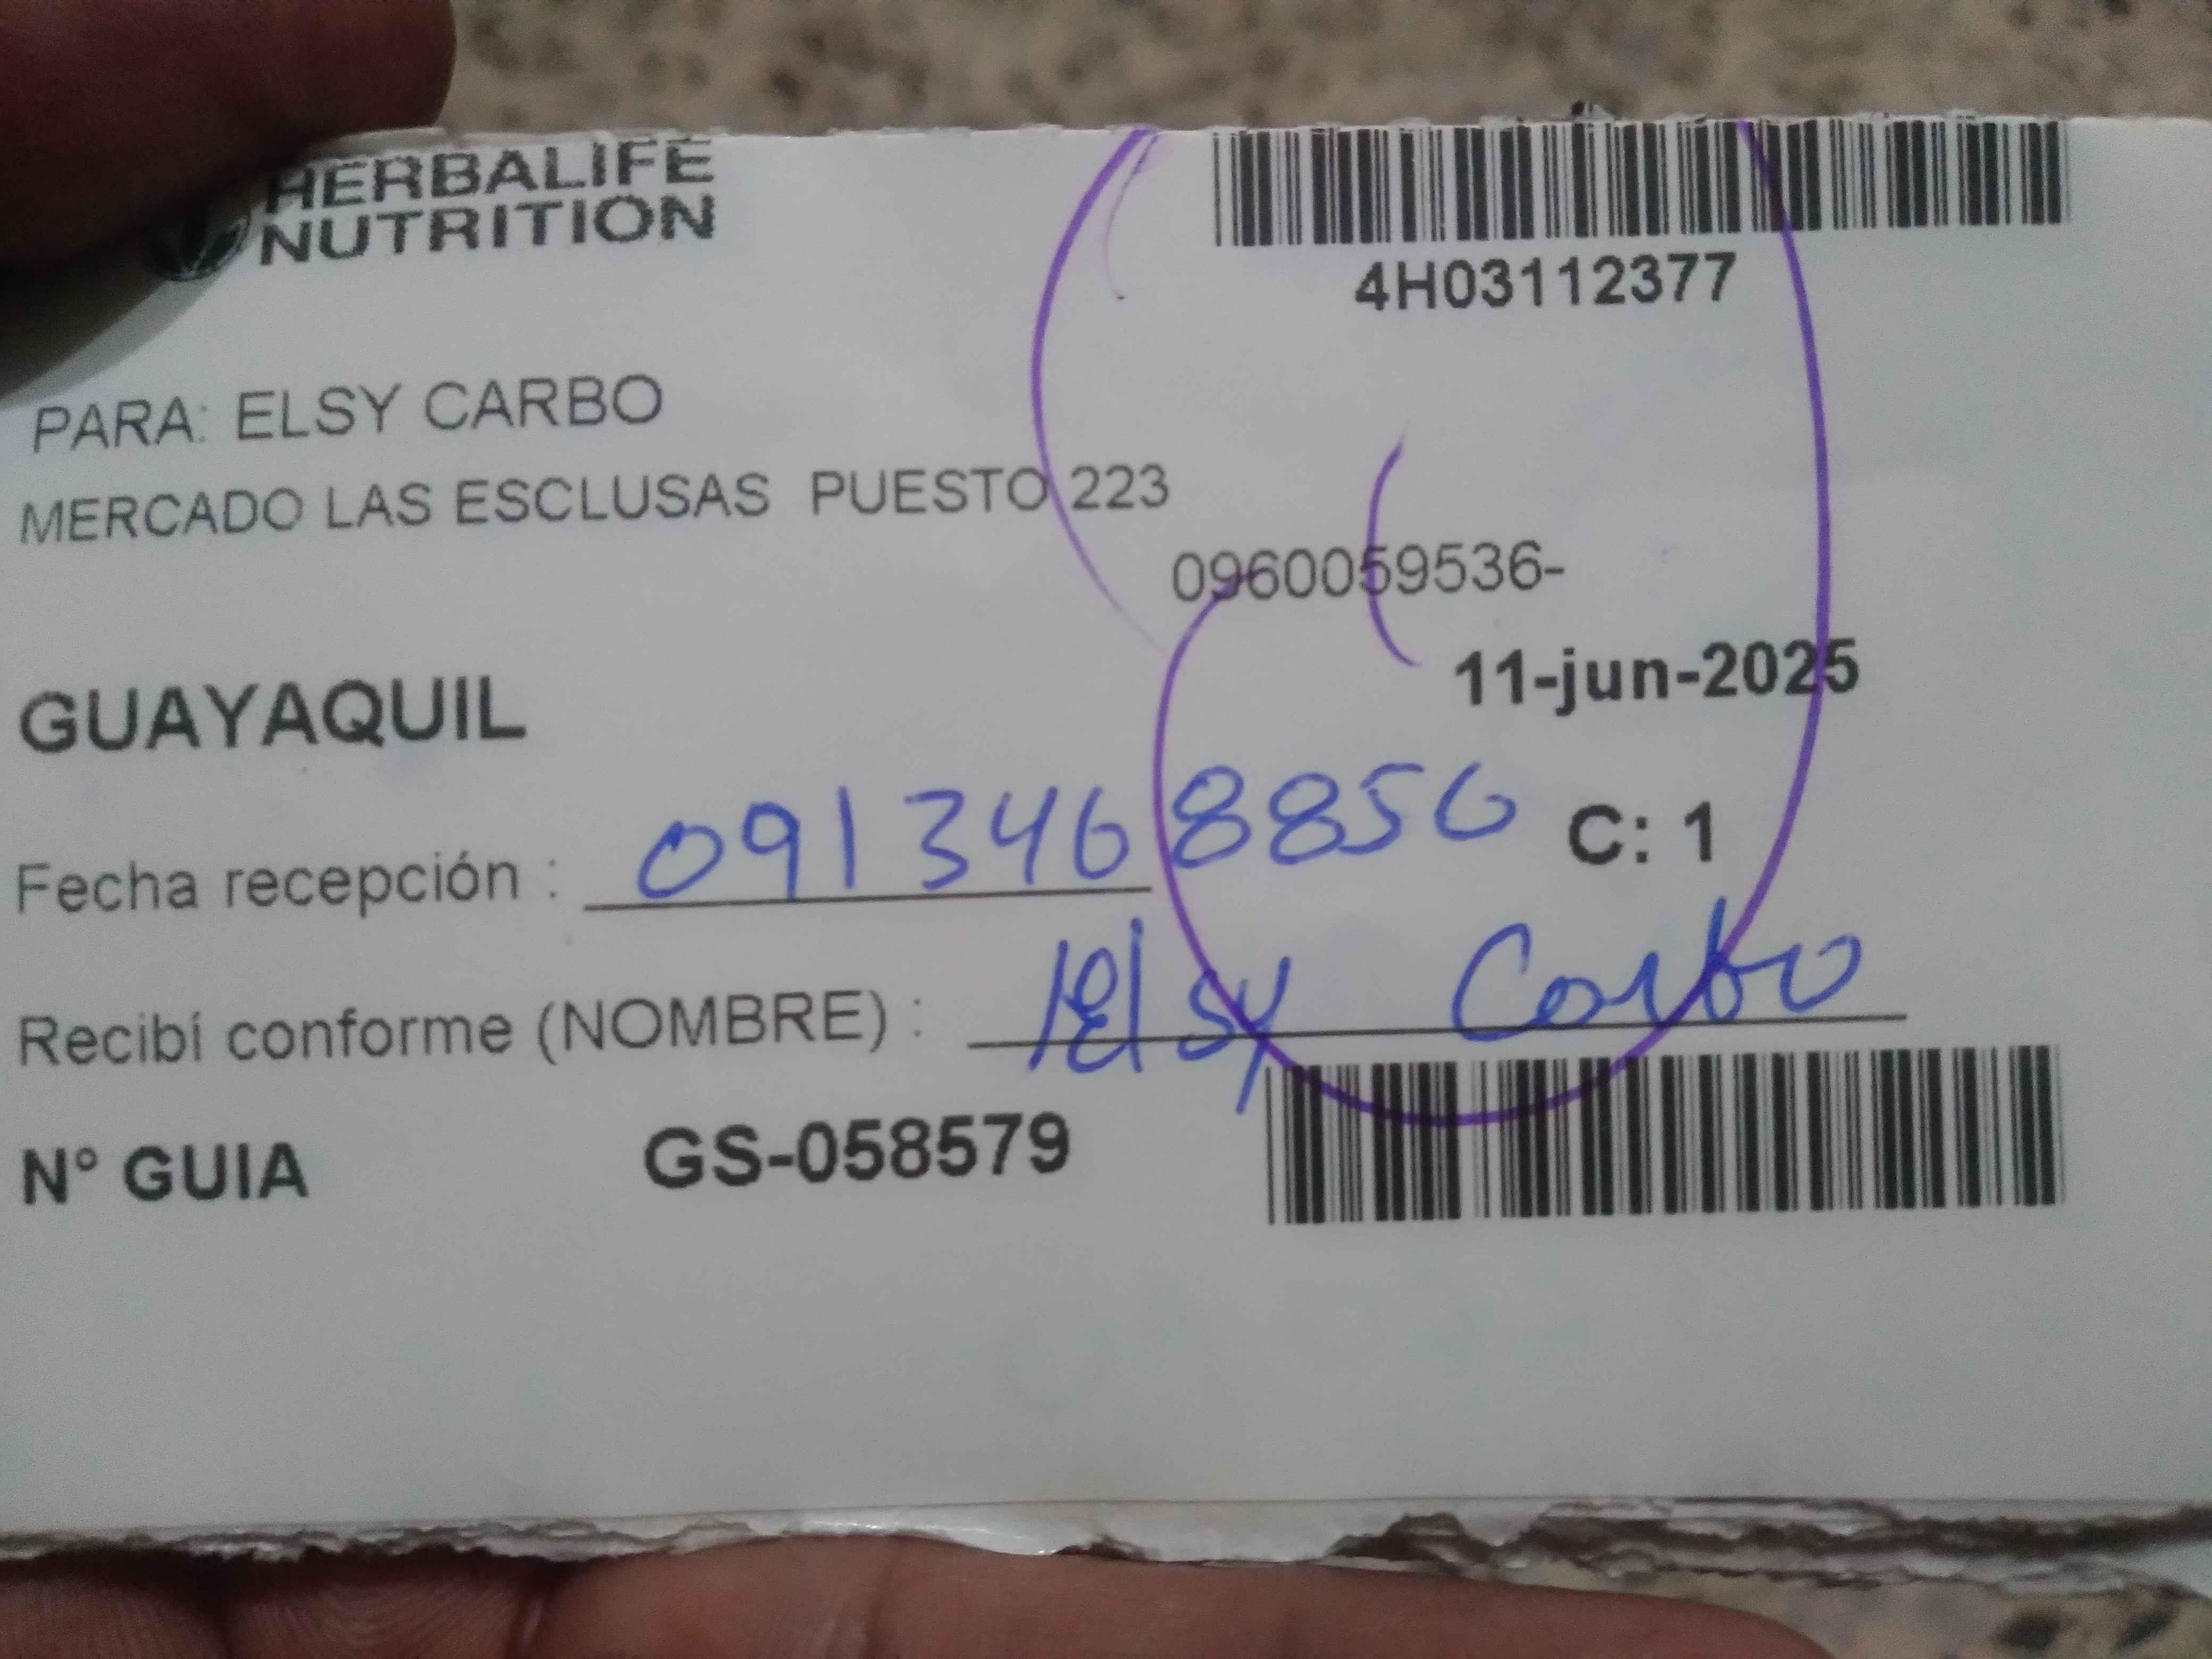 HERBALIFE
NUTRITION
4H03112377
PARA: ELSY CARBO
MERCADO LAS ESCLUSAS PUESTO 223
0960059536-
GUAYAQUIL
11-jun-2025
Fecha recepción : 0913468856 C: 1
Recibí conforme (NOMBRE) : Elsy Carbo
N° GUIA GS-058579